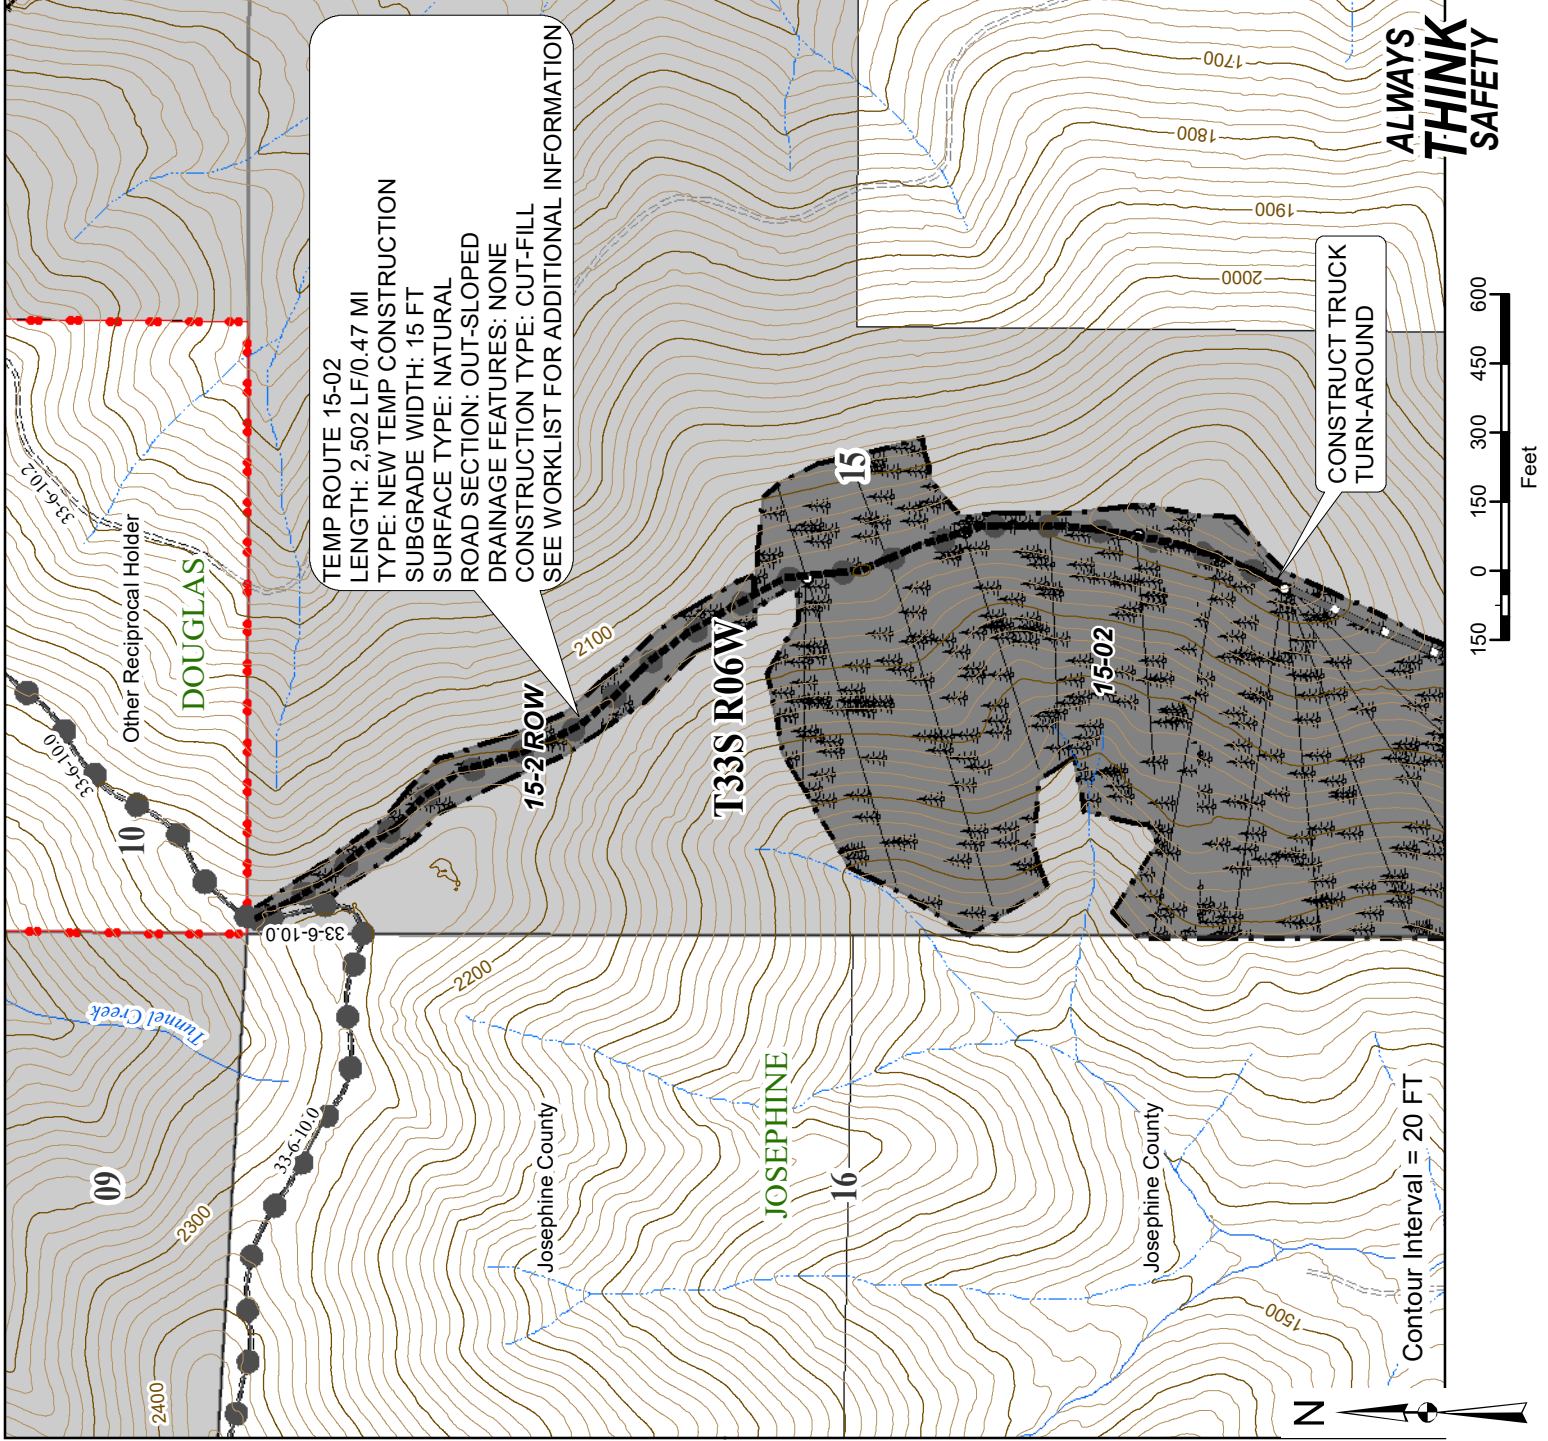 TEMP ROUTE 15-02
LENGTH: 2,502 LF/0.47 MI
TYPE: NEW TEMP CONSTRUCTION
SUBGRADE WIDTH: 15 FT
SURFACE TYPE: NATURAL
ROAD SECTION: OUT-SLOPED
DRAINAGE FEATURES: NONE
CONSTRUCTION TYPE: CUT-FILL
SEE WORKLIST FOR ADDITIONAL INFORMATION
33-6-10.2
Other Reciprocal Holder
DOUGLAS
33-6-10.0
10
33-6-10.0
Tunnel Creek
09
33-6-10.0
2300
2400
2200
2100
15-2 ROW
T33S R06W
15
15-02
JOSEPHINE
16
Josephine County
Josephine County
1500
1700
1800
1900
2000
CONSTRUCT TRUCK
TURN-AROUND
Contour Interval = 20 FT
N
150 0 150 300 450 600
Feet
ALWAYS
THINK
SAFETY